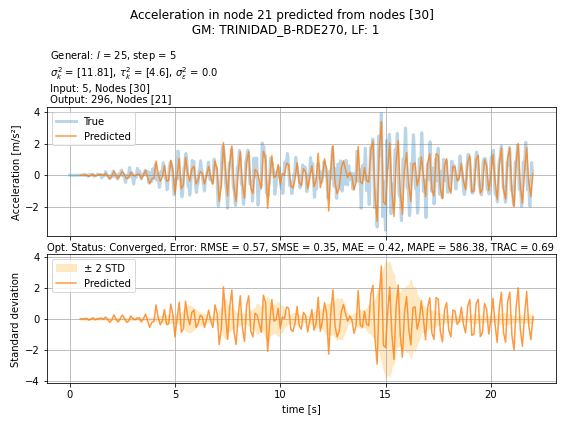 Acceleration in node 21 predicted from nodes [30]
GM: TRINIDAD_B-RDE270, LF: 1
General: l = 25, step = 5
σ²ₖ = [11.81], τ²ₖ = [4.6], σ²ε = 0.0
Input: 5, Nodes [30]
Output: 296, Nodes [21]
Acceleration [m/s²]
4
2
0
−2
True
Predicted
Opt. Status: Converged, Error: RMSE = 0.57, SMSE = 0.35, MAE = 0.42, MAPE = 586.38, TRAC = 0.69
Standard deviation
4
2
0
−2
−4
± 2 STD
Predicted
0 5 10 15 20
time [s]